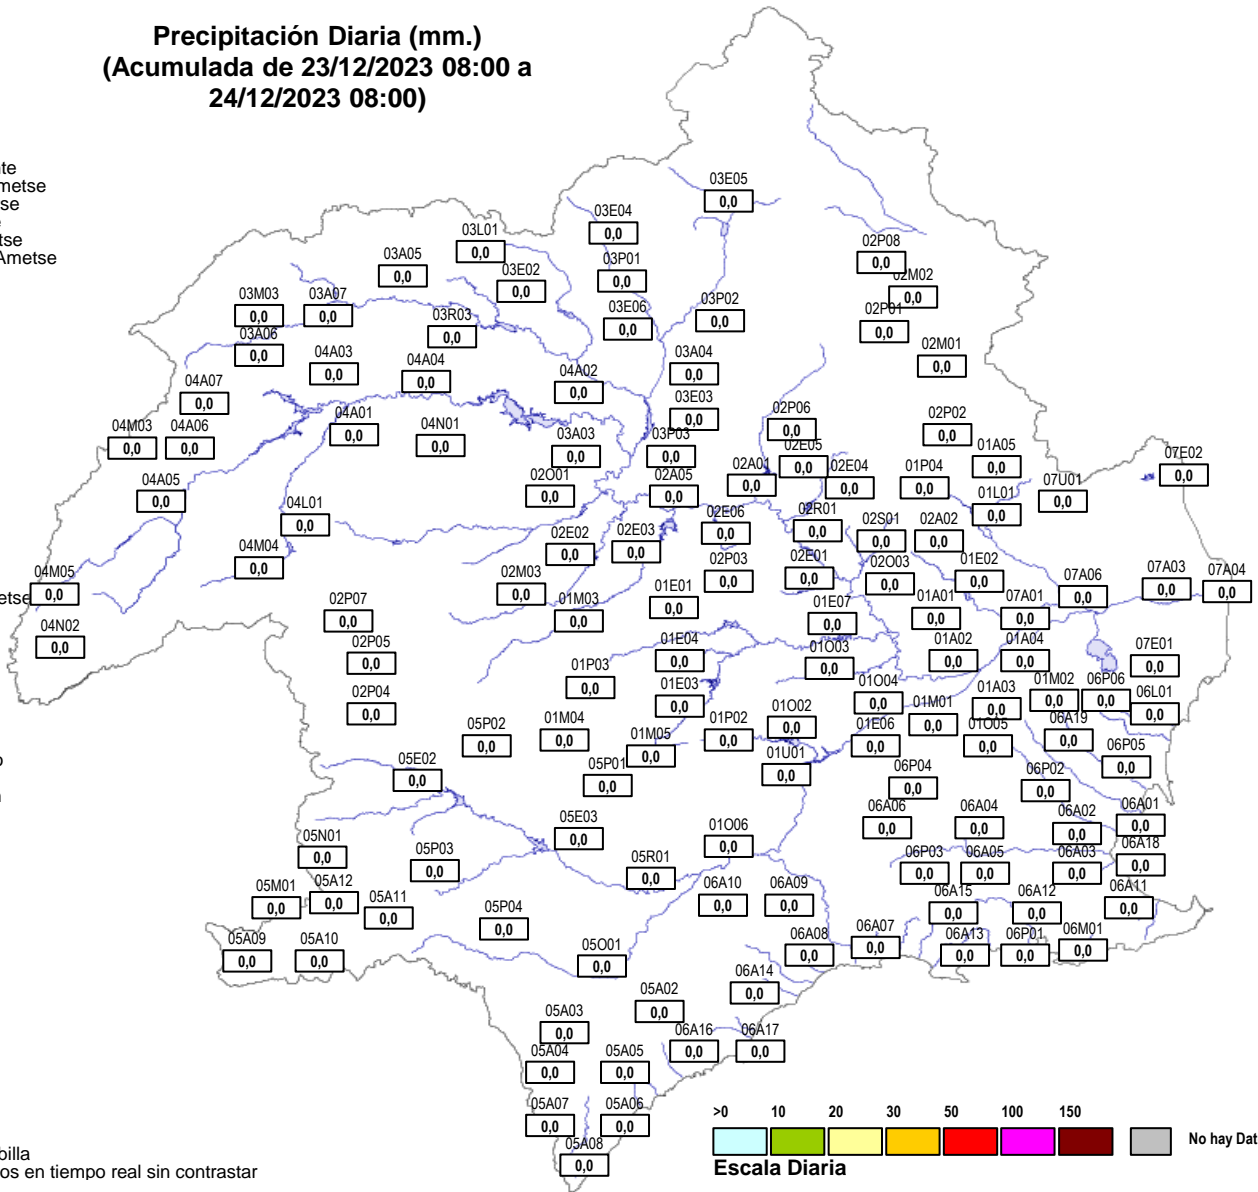 Precipitación Diaria (mm.)
(Acumulada de 23/12/2023 08:00 a
24/12/2023 08:00)
nte
metse
tse
e
tse
Ametse
03E05
0,0
03E04
0,0
03L01
0,0
02P08
0,0
03A05
0,0
03P01
0,0
03E02
0,0
02M02
0,0
03M03
0,0
03A07
0,0
03P02
0,0
03E06
0,0
02P01
0,0
03R03
0,0
03A06
0,0
02M01
0,0
04A03
0,0
03A04
0,0
04A04
0,0
04A02
0,0
04A07
0,0
03E03
0,0
02P06
0,0
04A01
0,0
02P02
0,0
04M03
0,0
04A06
0,0
04N01
0,0
03A03
0,0
03P03
0,0
02E05
0,0
01A05
0,0
07E02
0,0
02A01
0,0
02E04
0,0
01P04
0,0
02O01
0,0
02A05
0,0
04A05
0,0
07U01
0,0
01L01
0,0
04L01
0,0
02R01
0,0
02E06
0,0
02S01
0,0
02A02
0,0
02E03
0,0
02E02
0,0
04M04
0,0
02P03
0,0
02E01
0,0
02O03
0,0
01E02
0,0
07A03
0,0
07A04
0,0
04M05
0,0
etse
02M03
0,0
07A06
0,0
01E01
0,0
02P07
0,0
01M03
0,0
01E07
0,0
01A01
0,0
07A01
0,0
04N02
0,0
02P05
0,0
01E04
0,0
01O03
0,0
01A02
0,0
01A04
0,0
07E01
0,0
01P03
0,0
01E03
0,0
01O04
0,0
01M02
0,0
06P06
0,0
02P04
0,0
01A03
0,0
06L01
0,0
01O02
0,0
01M01
0,0
05P02
0,0
01M04
0,0
01P02
0,0
01E06
0,0
01O05
0,0
06A19
0,0
01M05
0,0
o
05E02
0,0
05P01
0,0
01U01
0,0
06P05
0,0
06P04
0,0
06P02
0,0
05E03
0,0
01O06
0,0
06A06
0,0
06A04
0,0
06A02
0,0
06A01
0,0
05N01
0,0
05P03
0,0
05R01
0,0
06P03
0,0
06A05
0,0
06A03
0,0
06A18
0,0
05M01
0,0
05A12
0,0
05A11
0,0
06A10
0,0
06A09
0,0
06A15
0,0
06A12
0,0
06A11
0,0
05P04
0,0
05A09
0,0
05A10
0,0
05O01
0,0
06A08
0,0
06A07
0,0
06A13
0,0
06P01
0,0
06M01
0,0
06A14
0,0
05A02
0,0
05A03
0,0
06A16
0,0
06A17
0,0
05A04
0,0
05A05
0,0
05A07
0,0
05A06
0,0
05A08
0,0
>0 10 20 30 50 100 150
No hay Dat
Escala Diaria
billa
os en tiempo real sin contrastar